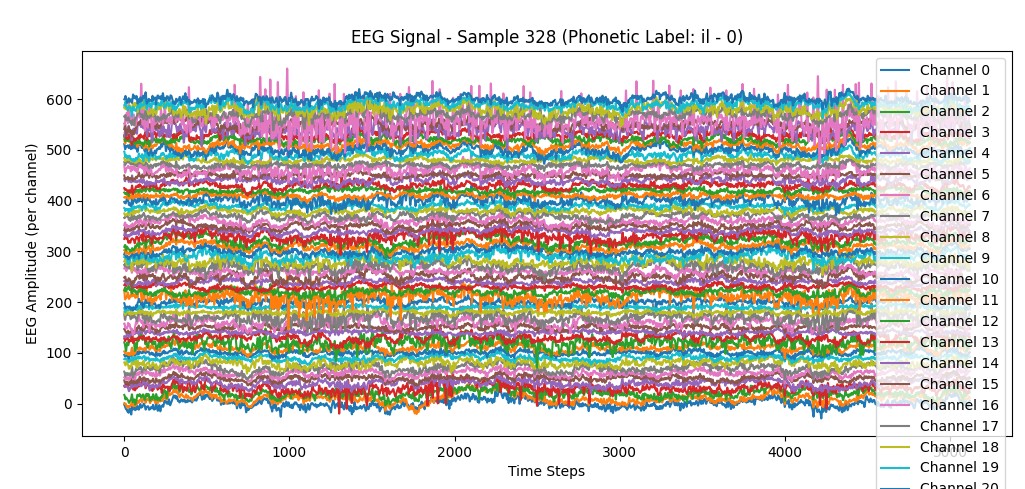 EEG Signal - Sample 328 (Phonetic Label: il - 0)
EEG Amplitude (per channel)
600
500
400
300
200
100
0
0
1000
2000
3000
4000
5000
Time Steps
Channel 0
Channel 1
Channel 2
Channel 3
Channel 4
Channel 5
Channel 6
Channel 7
Channel 8
Channel 9
Channel 10
Channel 11
Channel 12
Channel 13
Channel 14
Channel 15
Channel 16
Channel 17
Channel 18
Channel 19
Channel 20